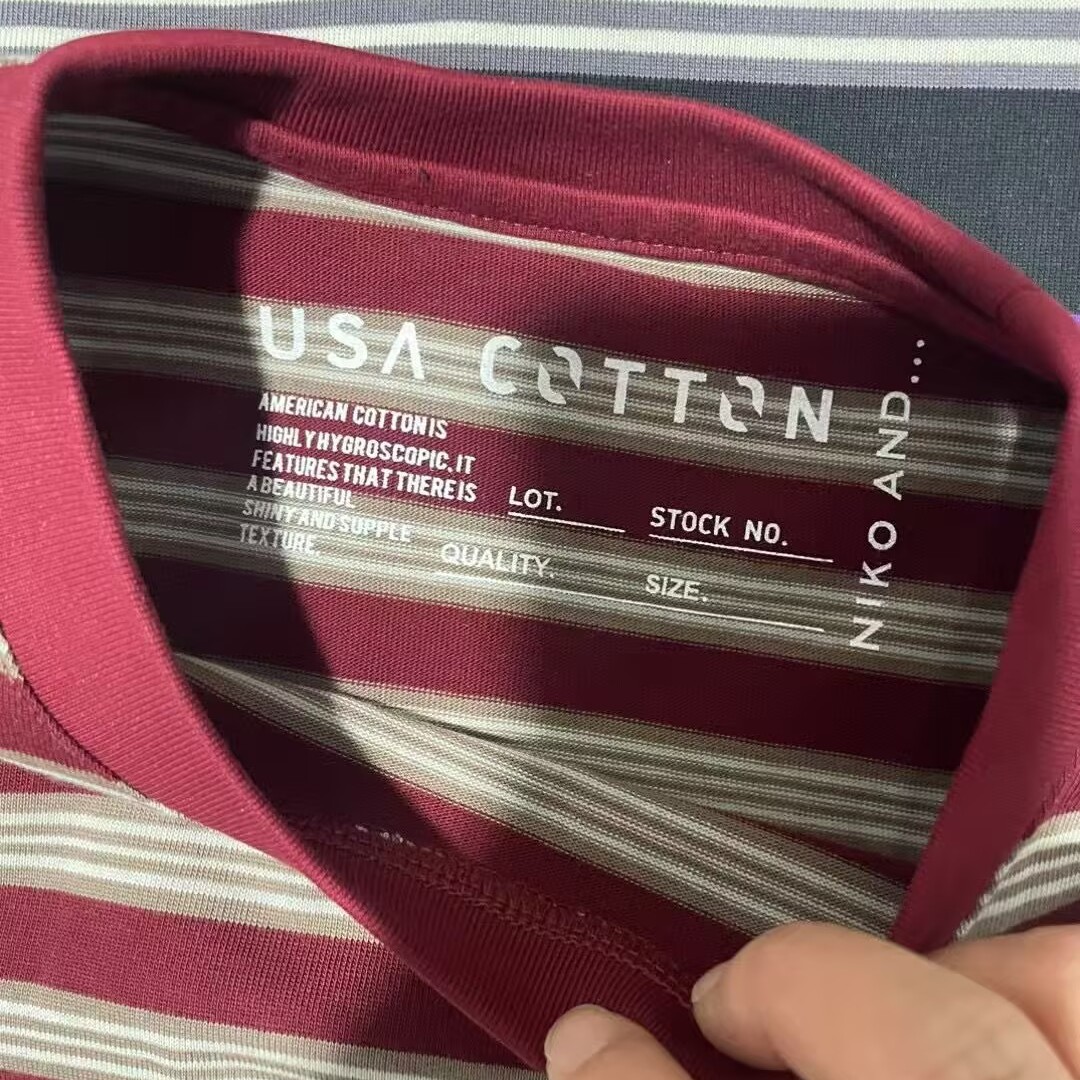 USA COTTON
AMERICAN COTTON IS
HIGHLY HYGROSCOPIC. IT
FEATURES THAT THERE IS
A BEAUTIFUL
SHINY AND SUPPLE
TEXTURE.
LOT.
STOCK NO.
QUALITY.
SIZE.
NIKO AND...